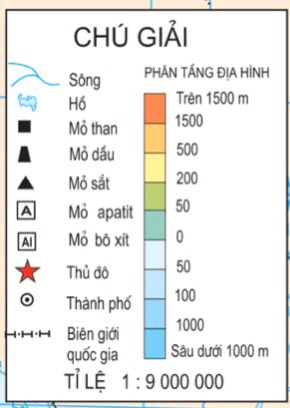 CHÚ GIẢI
Sông
Hồ
Mỏ than
Mỏ dầu
Mỏ sắt
A Mỏ apatit
Al Mỏ bô xít
Thủ đô
Thành phố
Biên giới
quốc gia
PHÂN TẦNG ĐỊA HÌNH
Trên 1500 m
1500
500
200
50
0
50
100
1000
Sâu dưới 1000 m
TỈ LỆ 1 : 9 000 000